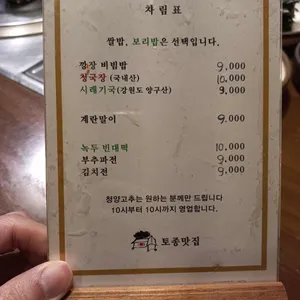 차림표
쌀밥, 보리밥은 선택입니다.
깡장 비빔밥 9,000
청국장 (국내산) 10,000
시래기국(강원도 양구산) 9,000
계란말이 9,000
녹두 빈대떡 10,000
부추파전 9,000
김치전 9,000
청양고추는 원하는 분께만 드립니다
10시부터 10시까지 영업합니다.
토종맛집